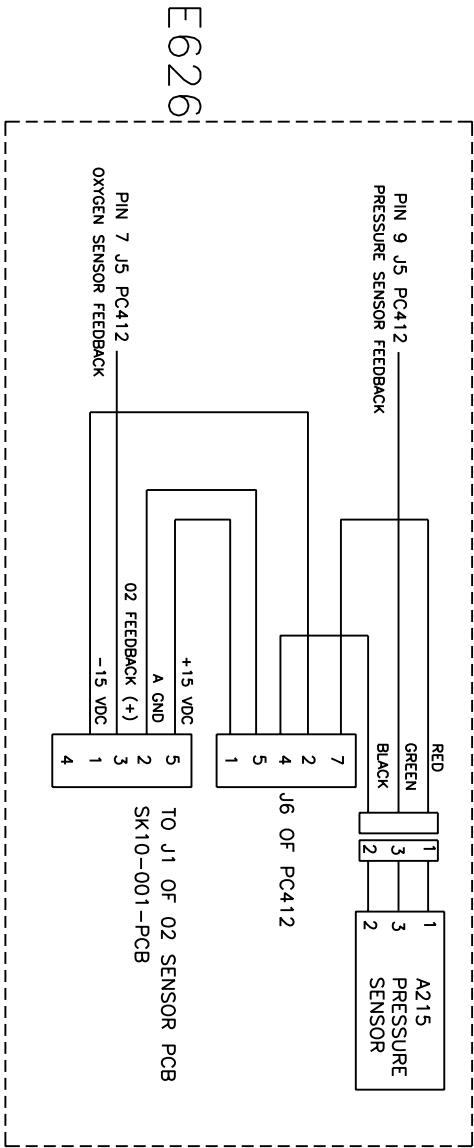 E626
PIN 9 J5 PC412
PRESSURE SENSOR FEEDBACK
RED
GREEN
BLACK
1
3
2
1
3
2
A215
PRESSURE
SENSOR
7
2
4
5
1
J6 OF PC412
PIN 7 J5 PC412
OXYGEN SENSOR FEEDBACK
+15 VDC
A GND
02 FEEDBACK (+)
-15 VDC
5
2
3
1
4
TO J1 OF 02 SENSOR PCB
SK10-001-PCB